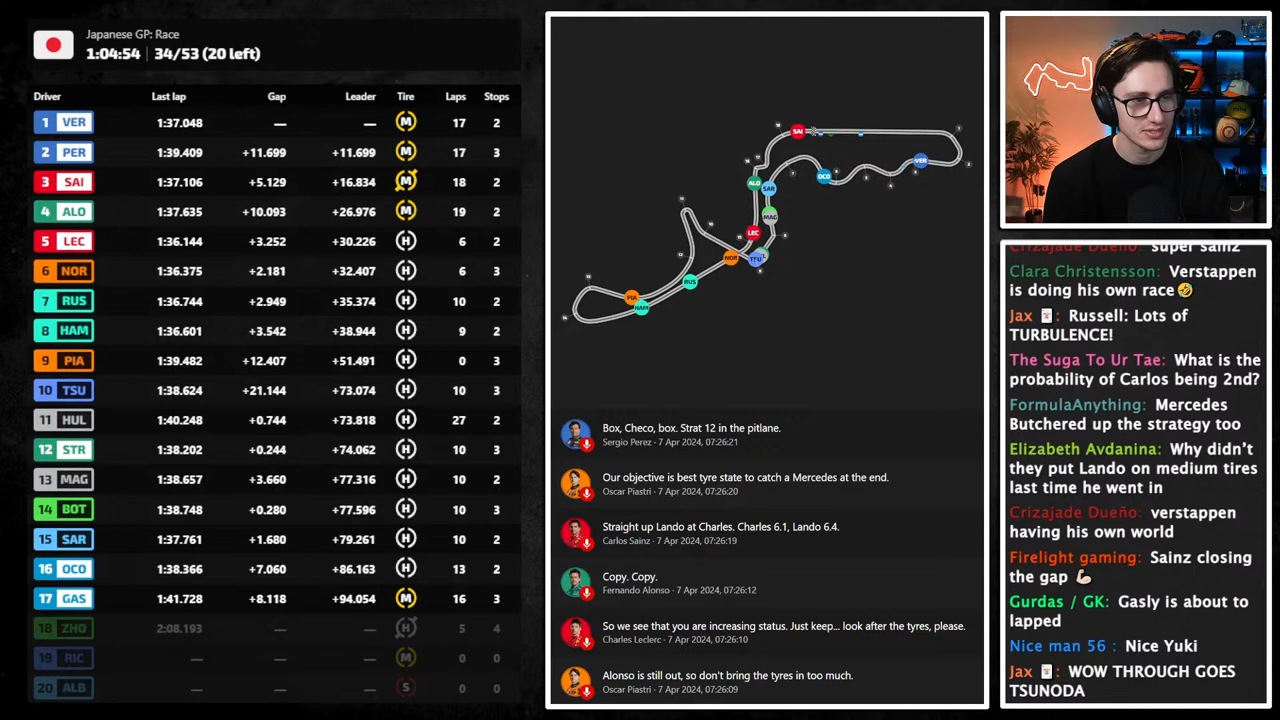 Japanese GP: Race
1:04:54 | 34/53 (20 left)
Driver Last lap Gap Leader Tire Laps Stops
1 VER 1:37.048 — — M 17 2
2 PER 1:39.409 +11.699 +11.699 M 17 3
3 SAI 1:37.106 +5.129 +16.834 M 18 2
4 ALO 1:37.635 +10.093 +26.976 M 19 2
5 LEC 1:36.144 +3.252 +30.226 H 6 2
6 NOR 1:36.375 +2.181 +32.407 H 6 3
7 RUS 1:36.744 +2.949 +35.374 H 10 2
8 HAM 1:36.601 +3.542 +38.944 H 9 2
9 PIA 1:39.482 +12.407 +51.491 H 0 3
10 TSU 1:38.624 +21.144 +73.074 H 10 3
11 HUL 1:40.248 +0.744 +73.818 H 27 2
12 STR 1:38.202 +0.244 +74.062 H 10 3
13 MAG 1:38.657 +3.660 +77.316 H 10 2
14 BOT 1:38.748 +0.280 +77.596 H 10 3
15 SAR 1:37.761 +1.680 +79.261 H 10 2
16 OCO 1:38.366 +7.060 +86.163 H 13 2
17 GAS 1:41.728 +8.118 +94.054 M 16 3
18 ZHO 2:08.193 — — H 5 2
19 RIC — — — M 0 0
20 ALB — — — S 0 0
SAI
VER
OCO
ALO
SAR
MAG
LEC
NOR
TSU
RUS
PIA
HAM
Box, Checo, box. Strat 12 in the pitlane.
Sergio Perez · 7 Apr 2024, 07:26:21
Our objective is best tyre state to catch a Mercedes at the end.
Oscar Piastri · 7 Apr 2024, 07:26:20
Straight up Lando at Charles. Charles 6.1, Lando 6.4.
Carlos Sainz · 7 Apr 2024, 07:26:19
Copy. Copy.
Fernando Alonso · 7 Apr 2024, 07:26:12
So we see that you are increasing status. Just keep... look after the tyres, please.
Charles Leclerc · 7 Apr 2024, 07:26:10
Alonso is still out, so don't bring the tyres in too much.
Oscar Piastri · 7 Apr 2024, 07:26:09
Crizajade Dueño: super sainz
Clara Christensson: Verstappen
is doing his own race🤣
Jax 🃏: Russell: Lots of
TURBULENCE!
The Suga To Ur Tae: What is the
probability of Carlos being 2nd?
FormulaAnything: Mercedes
Butchered up the strategy too
Elizabeth Avdanina: Why didn't
they put Lando on medium tires
last time he went in
Crizajade Dueño: verstappen
having his own world
Firelight gaming: Sainz closing
the gap 💪🏻
Gurdas / GK: Gasly is about to
lapped
Nice man 56 : Nice Yuki
Jax 🃏: WOW THROUGH GOES
TSUNODA